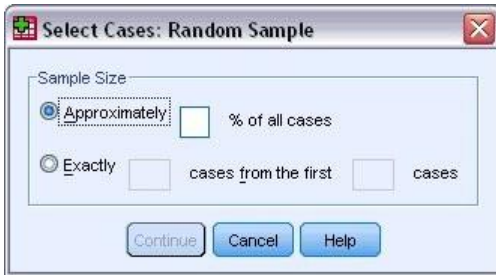 Select Cases: Random Sample
Sample Size
Approximately % of all cases
Exactly cases from the first cases
Continue Cancel Help